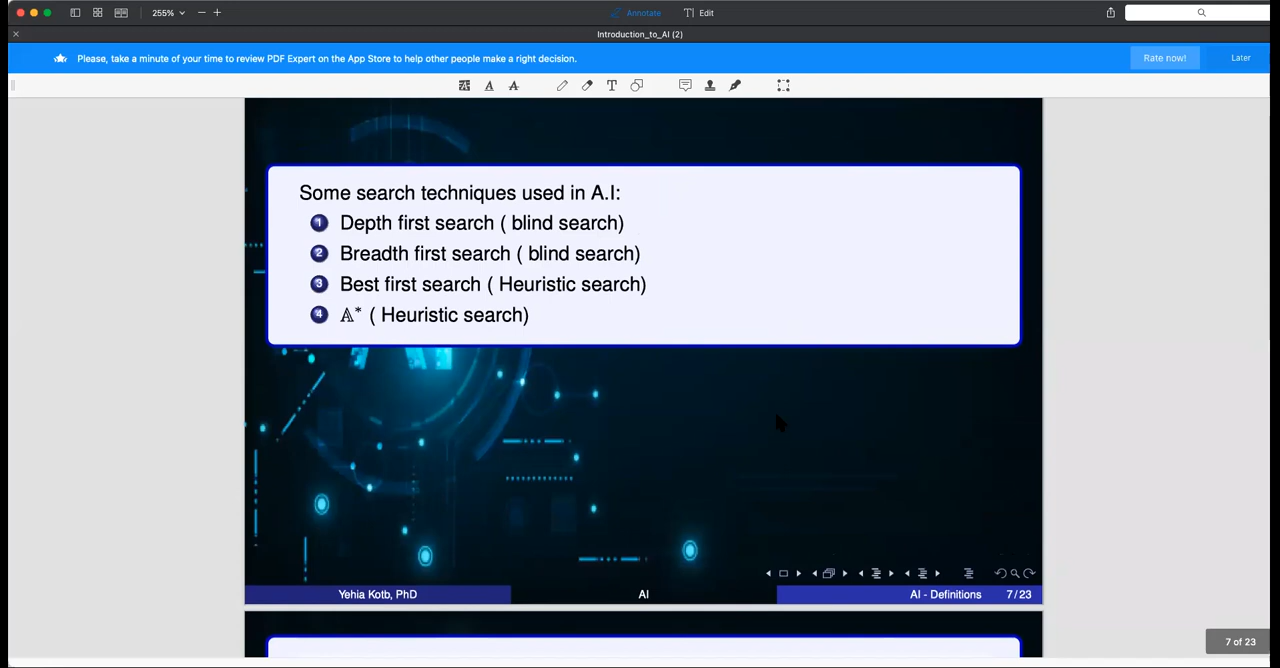 255%
Annotate
Edit
Introduction_to_AI (2)
Please, take a minute of your time to review PDF Expert on the App Store to help other people make a right decision.
Rate now!
Later
Some search techniques used in A.I:
1 Depth first search ( blind search)
2 Breadth first search ( blind search)
3 Best first search ( Heuristic search)
4 𝔸* ( Heuristic search)
Yehia Kotb, PhD
AI
AI - Definitions 7/23
7 of 23